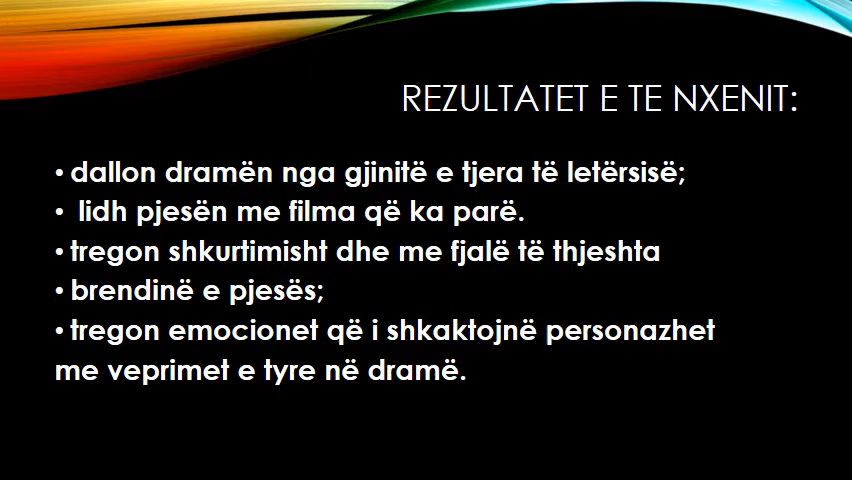 REZULTATET E TE NXENIT:
• dallon dramën nga gjinitë e tjera të letërsisë;
• lidh pjesën me filma që ka parë.
• tregon shkurtimisht dhe me fjalë të thjeshta
• brendinë e pjesës;
• tregon emocionet që i shkaktojnë personazhet
me veprimet e tyre në dramë.